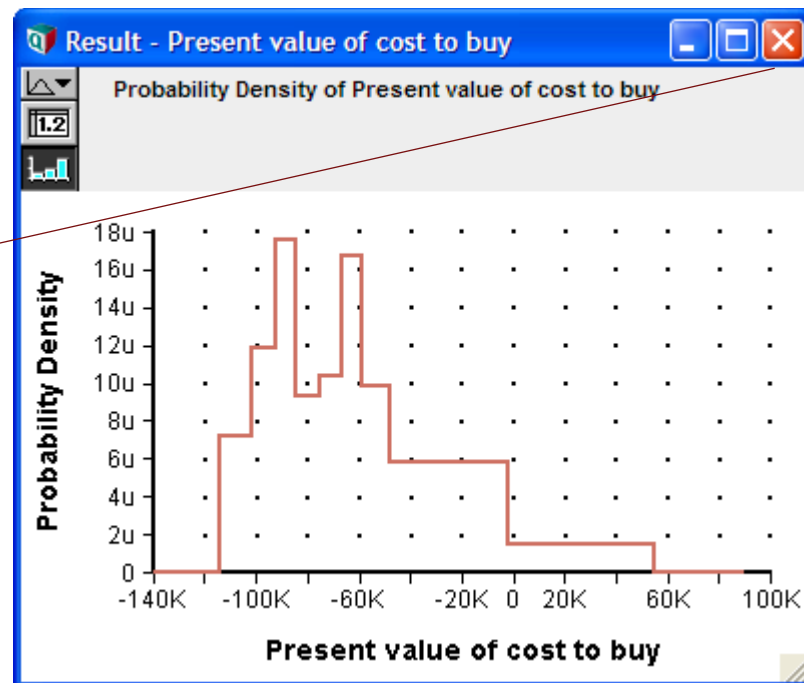 Result - Present value of cost to buy
Probability Density of Present value of cost to buy
1.2
18u
16u
14u
12u
10u
8u
6u
4u
2u
0
Probability Density
-140K -100K -60K -20K 0 20K 60K 100K
Present value of cost to buy